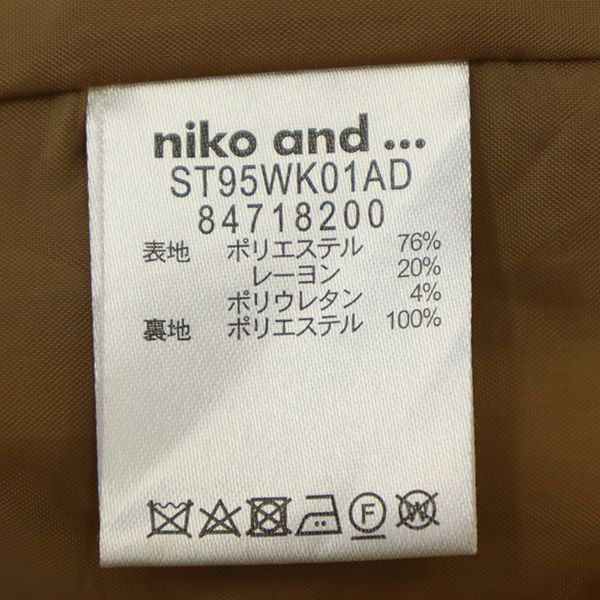 niko and ...
ST95WK01AD
84718200
表地 ポリエステル 76%
レーヨン 20%
ポリウレタン 4%
裏地 ポリエステル 100%
F W